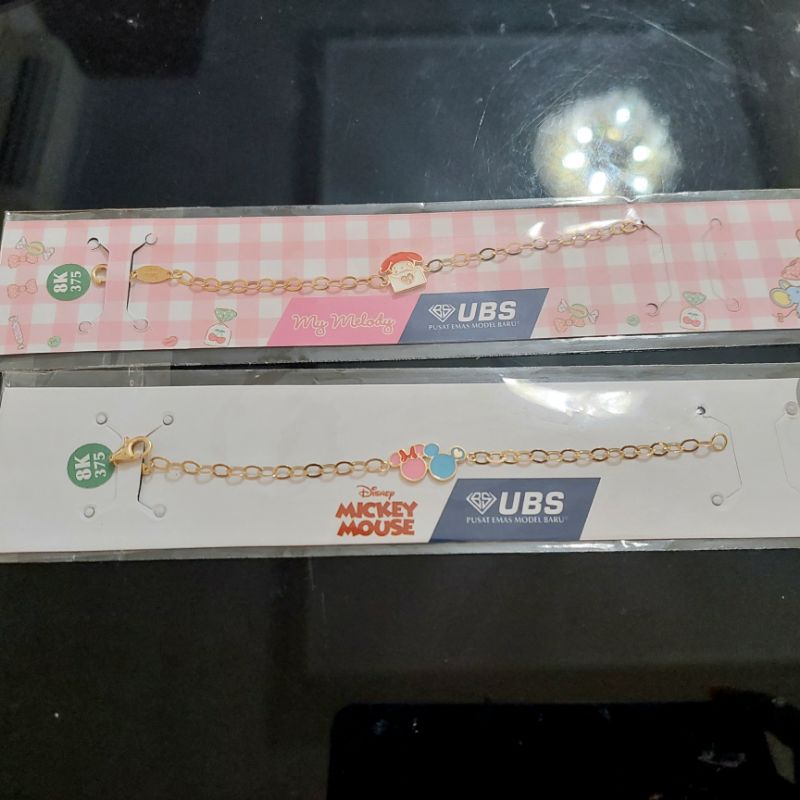 8K
375
My Melody
UBS
PUSAT EMAS MODEL BARU
8K
375
Disney
MICKEY
MOUSE
UBS
PUSAT EMAS MODEL BARU